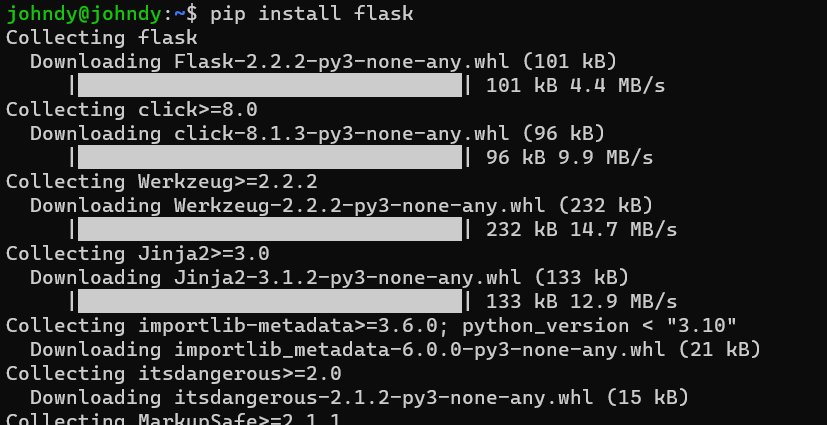 johndy@johndy:~$ pip install flask
Collecting flask
  Downloading Flask-2.2.2-py3-none-any.whl (101 kB)
     || 101 kB 4.4 MB/s
Collecting click>=8.0
  Downloading click-8.1.3-py3-none-any.whl (96 kB)
     || 96 kB 9.9 MB/s
Collecting Werkzeug>=2.2.2
  Downloading Werkzeug-2.2.2-py3-none-any.whl (232 kB)
     || 232 kB 14.7 MB/s
Collecting Jinja2>=3.0
  Downloading Jinja2-3.1.2-py3-none-any.whl (133 kB)
     || 133 kB 12.9 MB/s
Collecting importlib-metadata>=3.6.0; python_version < "3.10"
  Downloading importlib_metadata-6.0.0-py3-none-any.whl (21 kB)
Collecting itsdangerous>=2.0
  Downloading itsdangerous-2.1.2-py3-none-any.whl (15 kB)
Collecting MarkupSafe>=2.1.1